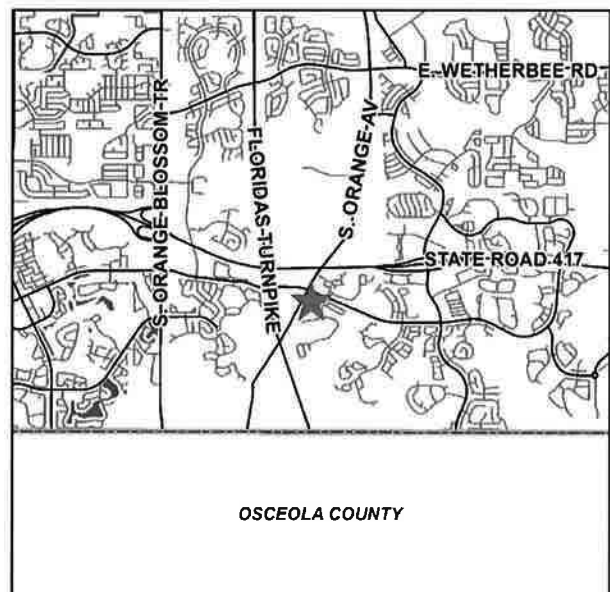 E. WETHERBEE RD
S. ORANGE BLOSSOM TR
FLORIDAS TURNPIKE
S. ORANGE AV
STATE ROAD 417
OSCEOLA COUNTY